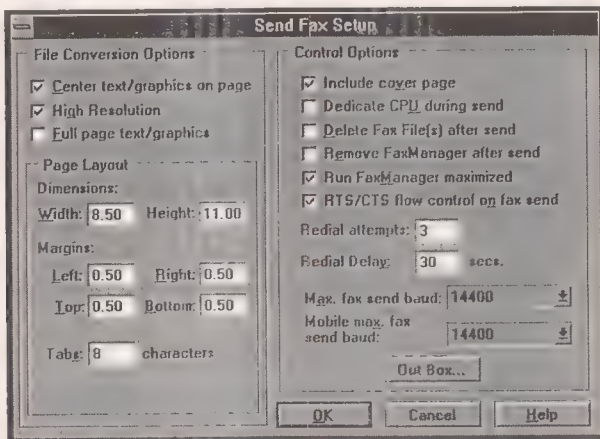 Send Fax Setup
File Conversion Options
Center text/graphics on page
High Resolution
Full page text/graphics
Page Layout
Dimensions:
Width: 8.50 Height: 11.00
Margins:
Left: 0.50 Right: 0.50
Top: 0.50 Bottom: 0.50
Tabs: 8 characters
Control Options
Include cover page
Dedicate CPU during send
Delete Fax File(s) after send
Remove FaxManager after send
Run FaxManager maximized
RTS/CTS flow control on fax send
Redial attempts: 3
Redial Delay: 30 secs.
Max. fax send baud: 14400
Mobile max. fax
send baud: 14400
Out Box...
OK Cancel Help